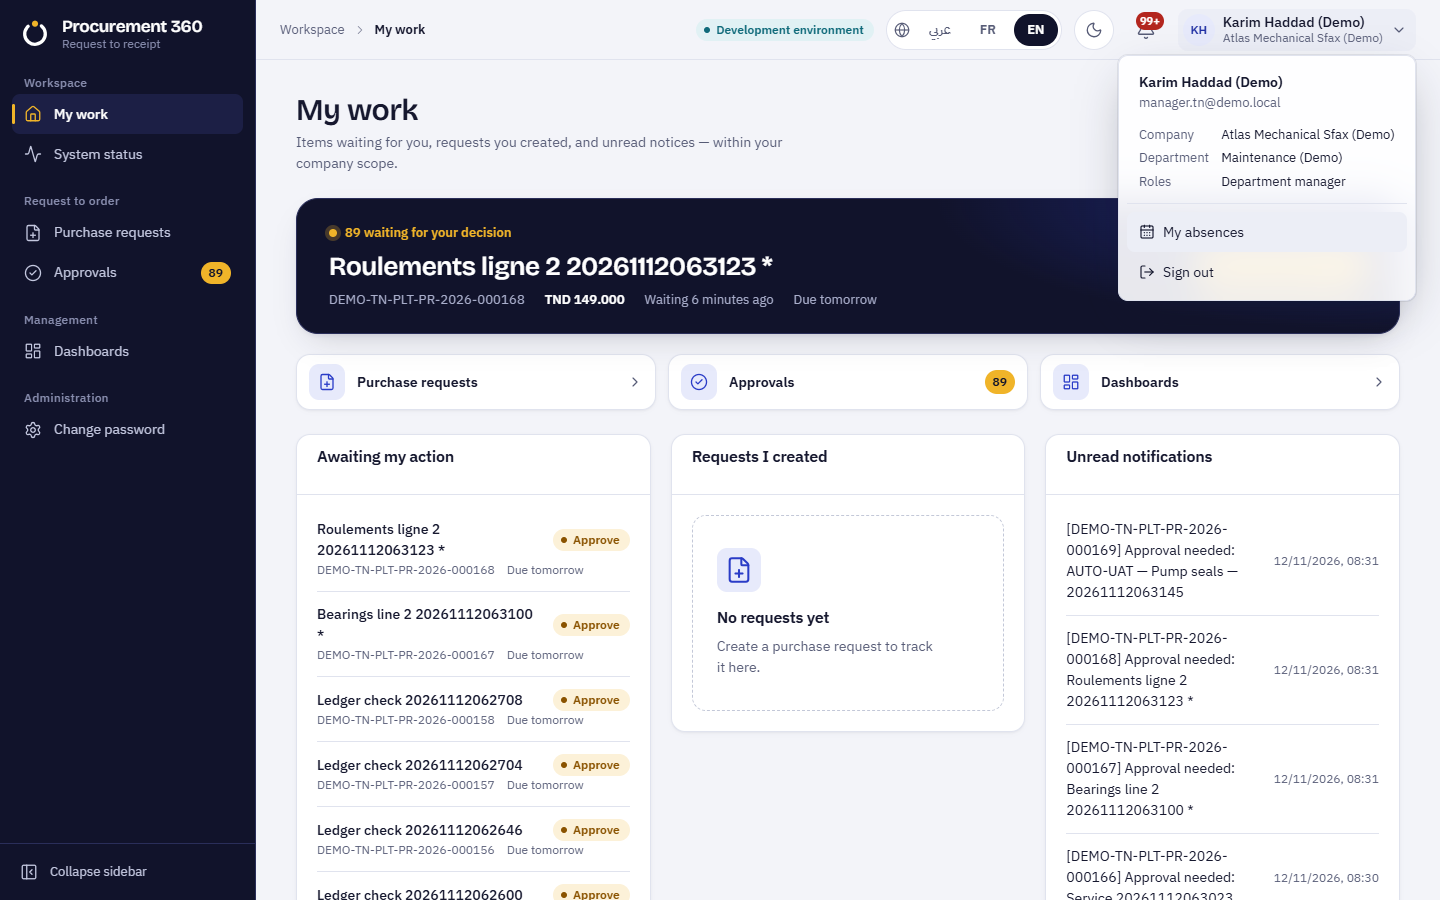 Procurement 360
Request to receipt
Workspace
My work
System status
Request to order
Purchase requests
Approvals
89
Management
Dashboards
Administration
Change password
Collapse sidebar
Workspace
My work
Development environment
عربي
FR
EN
99+
KH
Karim Haddad (Demo)
Atlas Mechanical Sfax (Demo)
Karim Haddad (Demo)
manager.tn@demo.local
Company Atlas Mechanical Sfax (Demo)
Department Maintenance (Demo)
Roles Department manager
My absences
Sign out
My work
Items waiting for you, requests you created, and unread notices — within your
company scope.
89 waiting for your decision
Roulements ligne 2 20261112063123 *
DEMO-TN-PLT-PR-2026-000168 TND 149.000 Waiting 6 minutes ago Due tomorrow
Purchase requests
Approvals
89
Dashboards
Awaiting my action
Roulements ligne 2
20261112063123 *
Approve
DEMO-TN-PLT-PR-2026-000168 Due tomorrow
Bearings line 2 20261112063100
*
Approve
DEMO-TN-PLT-PR-2026-000167 Due tomorrow
Ledger check 20261112062708
Approve
DEMO-TN-PLT-PR-2026-000158 Due tomorrow
Ledger check 20261112062704
Approve
DEMO-TN-PLT-PR-2026-000157 Due tomorrow
Ledger check 20261112062646
Approve
DEMO-TN-PLT-PR-2026-000156 Due tomorrow
Ledger check 20261112062600
Approve
Requests I created
No requests yet
Create a purchase request to track
it here.
Unread notifications
[DEMO-TN-PLT-PR-2026-
000169] Approval needed:
AUTO-UAT — Pump seals —
20261112063145
12/11/2026, 08:31
[DEMO-TN-PLT-PR-2026-
000168] Approval needed:
Roulements ligne 2
20261112063123 *
12/11/2026, 08:31
[DEMO-TN-PLT-PR-2026-
000167] Approval needed:
Bearings line 2
20261112063100 *
12/11/2026, 08:31
[DEMO-TN-PLT-PR-2026-
000166] Approval needed:
Service 20261112063023
12/11/2026, 08:30